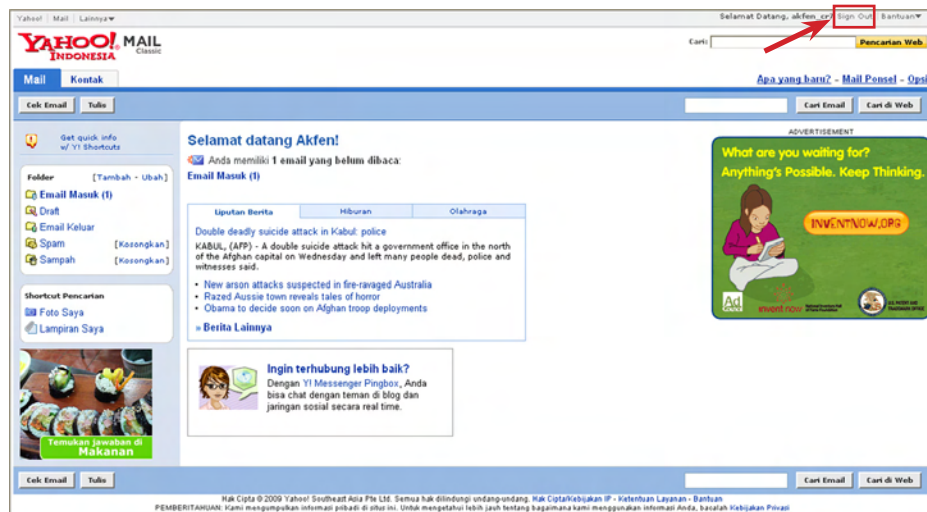 Yahoo! Mail Lainnya▼
Selamat Datang, akfen_cr! Sign Out Bantuan▼
YAHOO! MAIL
Classic
INDONESIA
Cari: Pencarian Web
Mail Kontak
Apa yang baru? - Mail Ponsel - Opsi
Cek Email Tulis Cari Email Cari di Web
Get quick info
w/ Y! Shortcuts
Folder [Tambah - Ubah]
Email Masuk (1)
Draft
Email Keluar
Spam [Kosongkan]
Sampah [Kosongkan]
Shortcut Pencarian
Foto Saya
Lampiran Saya
Temukan jawaban di
Makanan
Selamat datang Akfen!
Anda memiliki 1 email yang belum dibaca:
Email Masuk (1)
Liputan Berita Hiburan Olahraga
Double deadly suicide attack in Kabul: police
KABUL, (AFP) - A double suicide attack hit a government office in the north
of the Afghan capital on Wednesday and left many people dead, police and
witnesses said.
• New arson attacks suspected in fire-ravaged Australia
• Razed Aussie town reveals tales of horror
• Obama to decide soon on Afghan troop deployments
» Berita Lainnya
Ingin terhubung lebih baik?
Dengan Y! Messenger Pingbox, Anda
bisa chat dengan teman di blog dan
jaringan sosial secara real time.
ADVERTISEMENT
What are you waiting for?
Anything's Possible. Keep Thinking.
INVENTNOW.ORG
Ad
invent now
Cek Email Tulis Cari Email Cari di Web
Hak Cipta © 2009 Yahoo! Southeast Asia Pte Ltd. Semua hak dilindungi undang-undang. Hak Cipta/Kebijakan IP - Ketentuan Layanan - Bantuan
PEMBERITAHUAN: Kami mengumpulkan informasi pribadi di situs ini. Untuk mengetahui lebih jauh tentang bagaimana kami menggunakan informasi Anda, bacalah Kebijakan Privasi